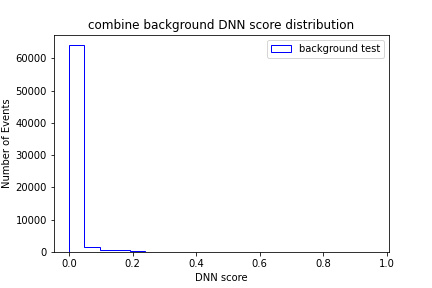 combine background DNN score distribution
background test
Number of Events
60000
50000
40000
30000
20000
10000
0
0.0 0.2 0.4 0.6 0.8 1.0
DNN score